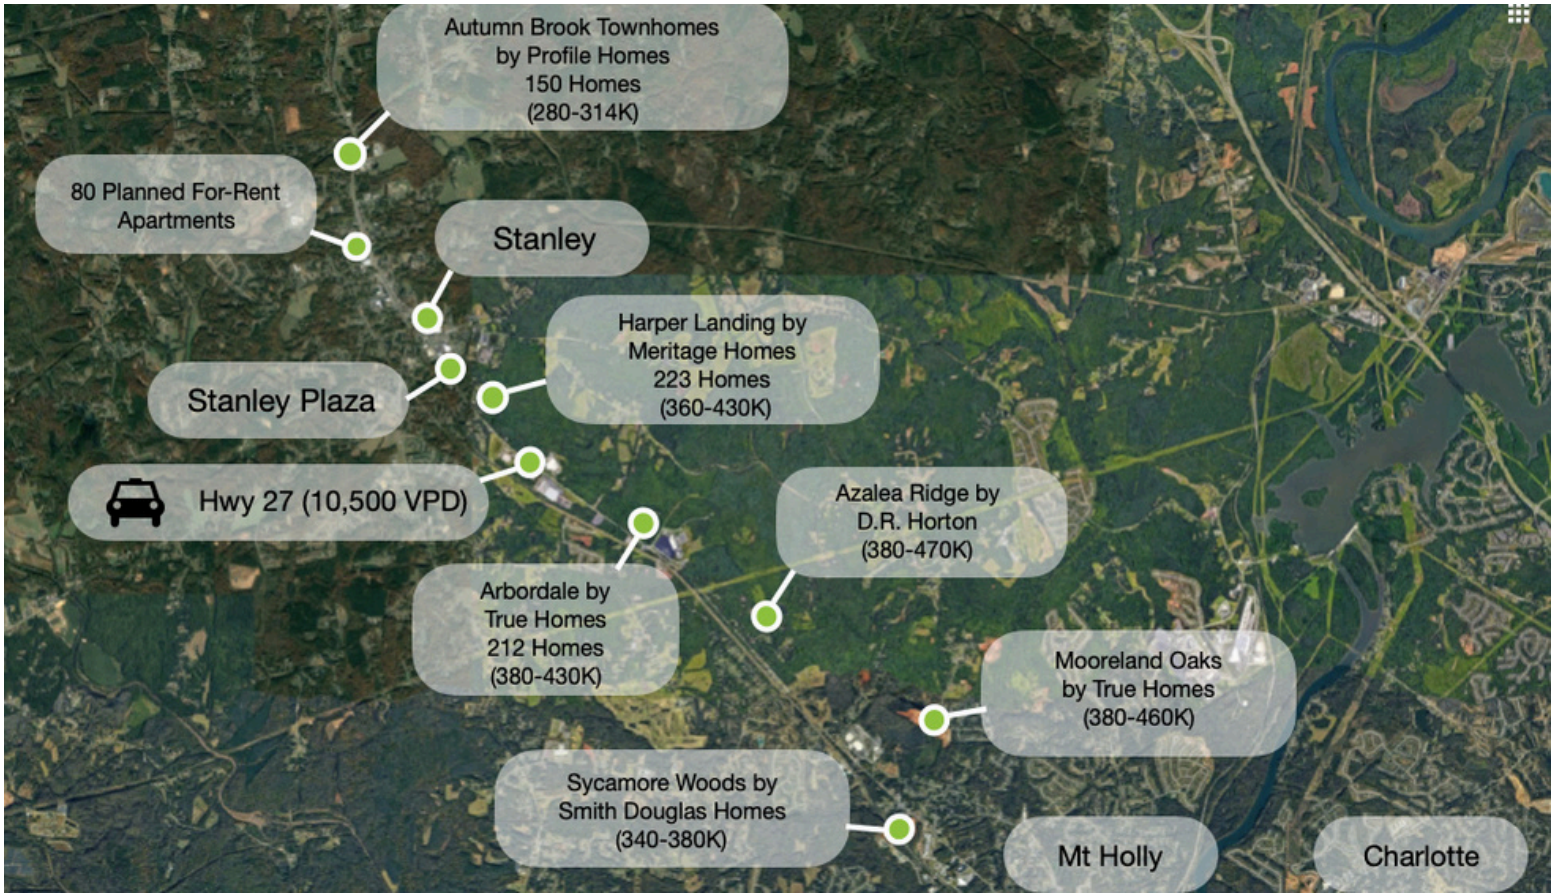 Autumn Brook Townhomes
by Profile Homes
150 Homes
(280-314K)
80 Planned For-Rent
Apartments
Stanley
Harper Landing by
Meritage Homes
223 Homes
(360-430K)
Stanley Plaza
Hwy 27 (10,500 VPD)
Azalea Ridge by
D.R. Horton
(380-470K)
Arbordale by
True Homes
212 Homes
(380-430K)
Mooreland Oaks
by True Homes
(380-460K)
Sycamore Woods by
Smith Douglas Homes
(340-380K)
Mt Holly
Charlotte